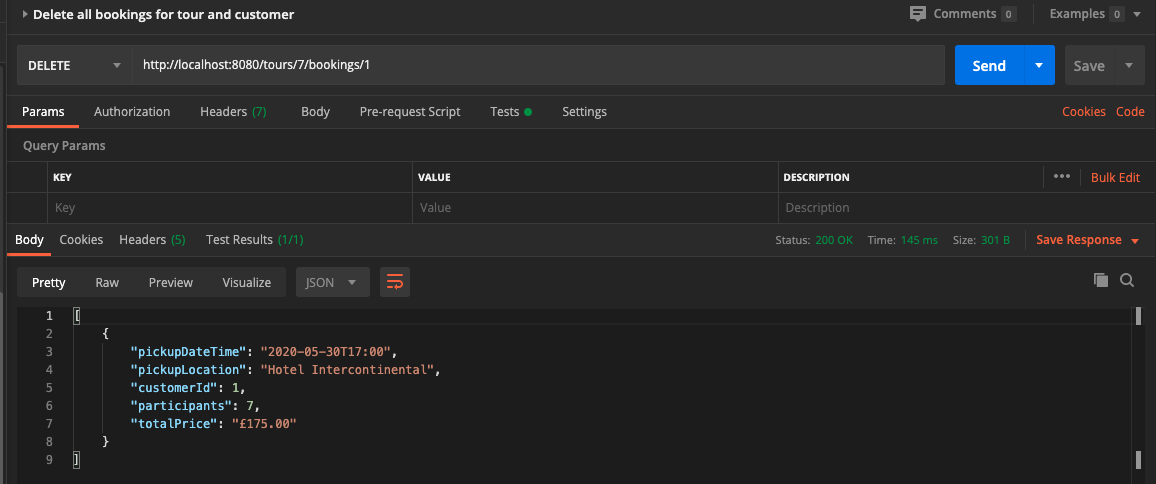 Delete all bookings for tour and customer Comments 0 Examples 0
DELETE http://localhost:8080/tours/7/bookings/1 Send Save
Params Authorization Headers (7) Body Pre-request Script Tests Settings Cookies Code
Query Params
KEY VALUE DESCRIPTION ••• Bulk Edit
Key Value Description
Body Cookies Headers (5) Test Results (1/1) Status: 200 OK Time: 145 ms Size: 301 B Save Response
Pretty Raw Preview Visualize JSON
1 [
2 {
3 "pickupDateTime": "2020-05-30T17:00",
4 "pickupLocation": "Hotel Intercontinental",
5 "customerId": 1,
6 "participants": 7,
7 "totalPrice": "£175.00"
8 }
9 ]